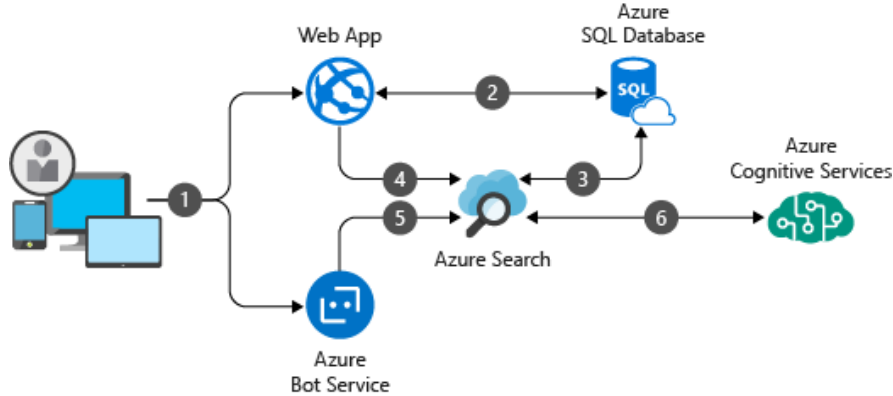 Web App
Azure
SQL Database
SQL
2
Azure
Cognitive Services
1
4
3
5
6
Azure Search
Azure
Bot Service